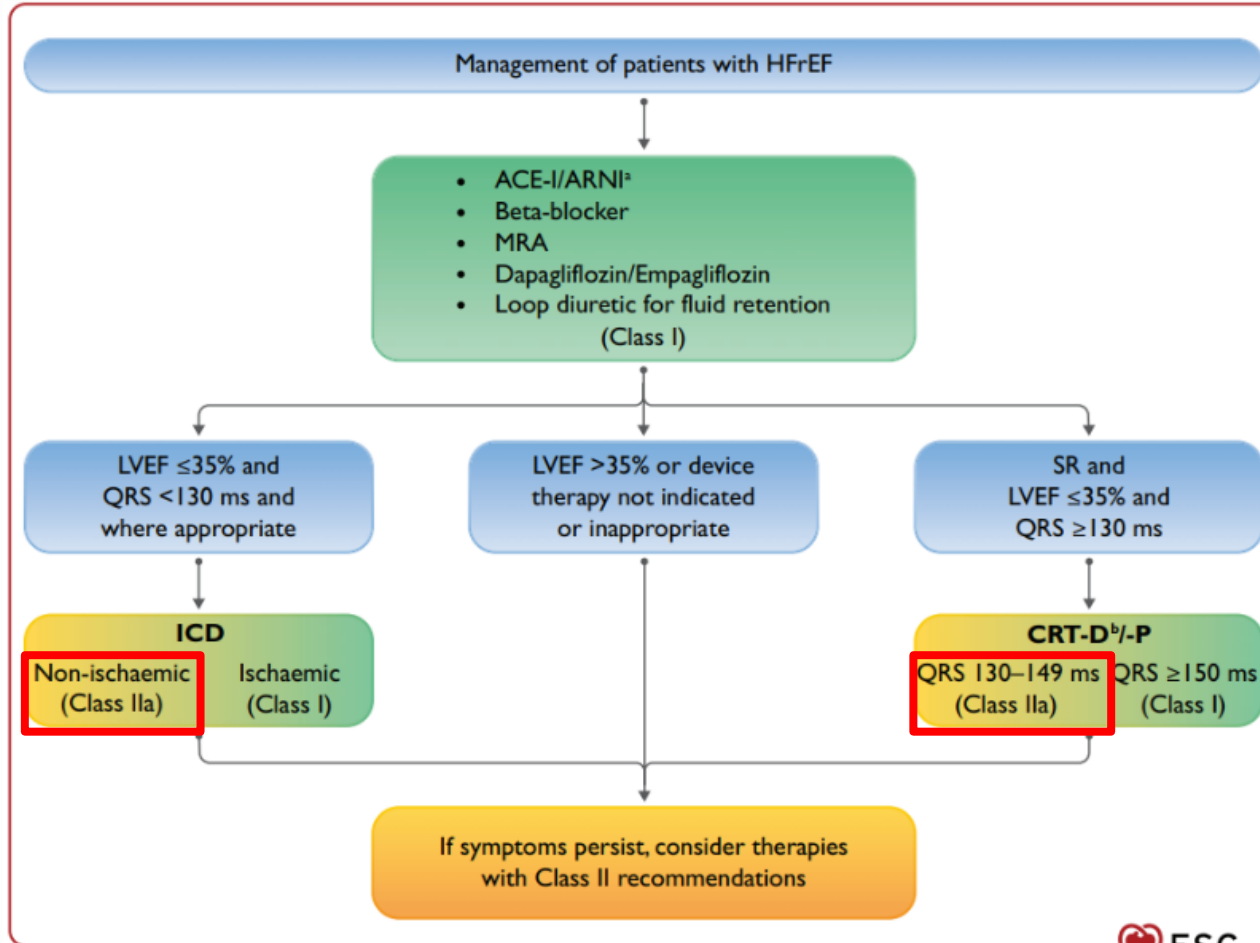 Management of patients with HFrEF
• ACE-I/ARNIᵃ
• Beta-blocker
• MRA
• Dapagliflozin/Empagliflozin
• Loop diuretic for fluid retention
(Class I)
LVEF ≤35% and
QRS <130 ms and
where appropriate
LVEF >35% or device
therapy not indicated
or inappropriate
SR and
LVEF ≤35% and
QRS ≥130 ms
ICD
Non-ischaemic
(Class IIa)
Ischaemic
(Class I)
CRT-Dᵇ/-P
QRS 130–149 ms
(Class IIa)
QRS ≥150 ms
(Class I)
If symptoms persist, consider therapies
with Class II recommendations
ESC